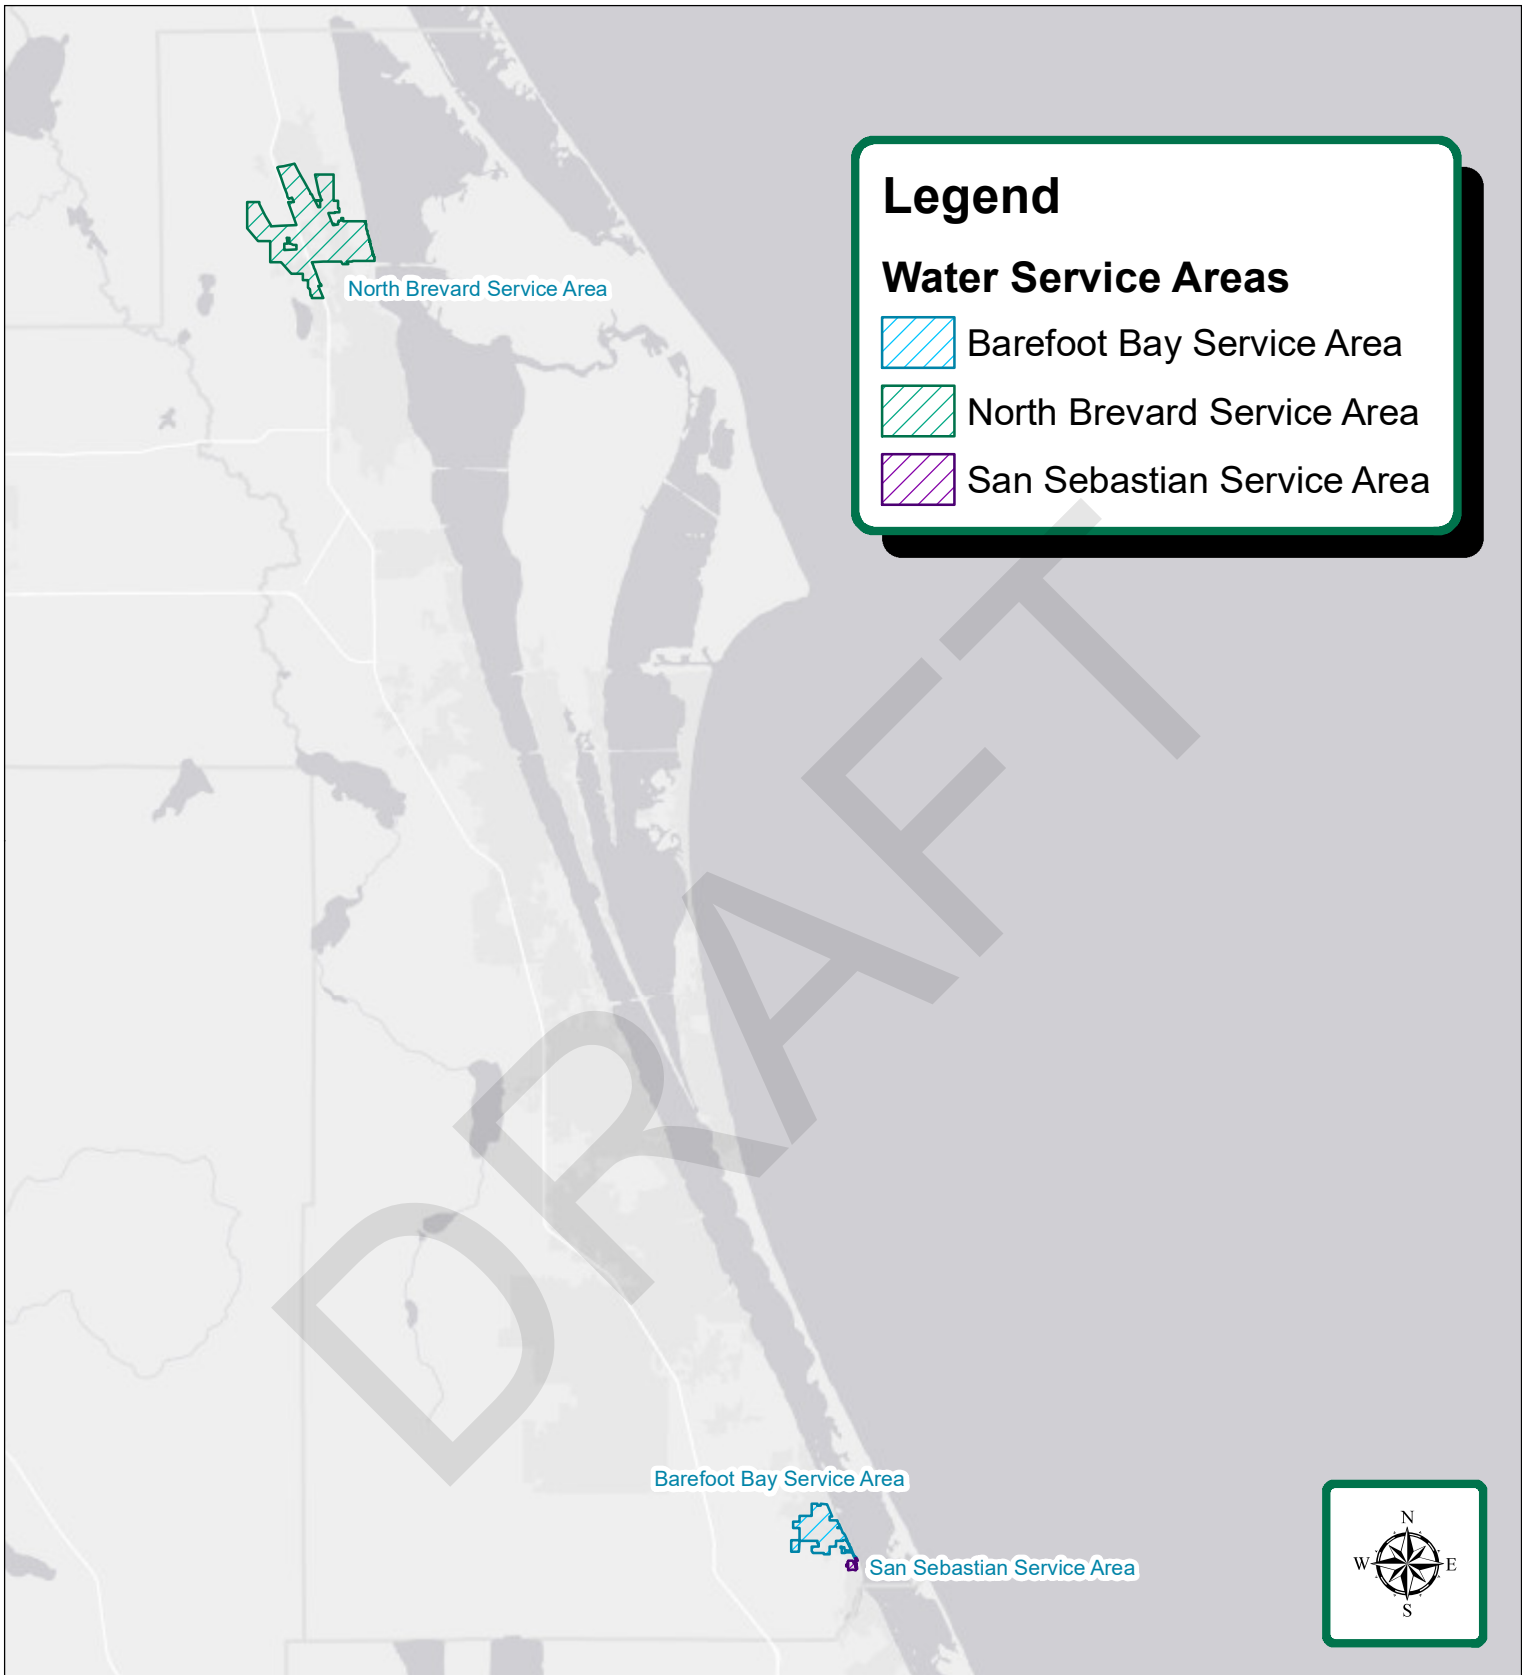 Legend
Water Service Areas
Barefoot Bay Service Area
North Brevard Service Area
San Sebastian Service Area
North Brevard Service Area
DRAFT
Barefoot Bay Service Area
San Sebastian Service Area
N
W E
S